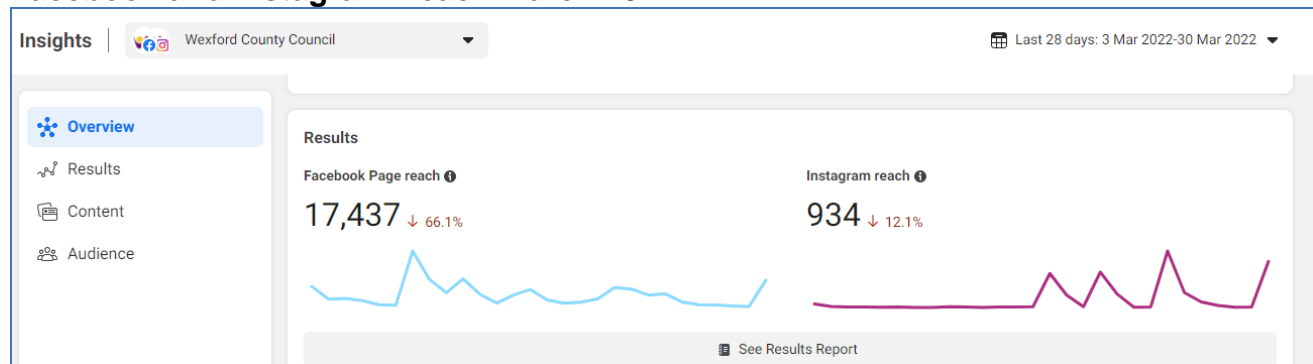 Insights
Wexford County Council
Last 28 days: 3 Mar 2022-30 Mar 2022
Overview
Results
Content
Audience
Results
Facebook Page reach
17,437 ↓ 66.1%
Instagram reach
934 ↓ 12.1%
See Results Report